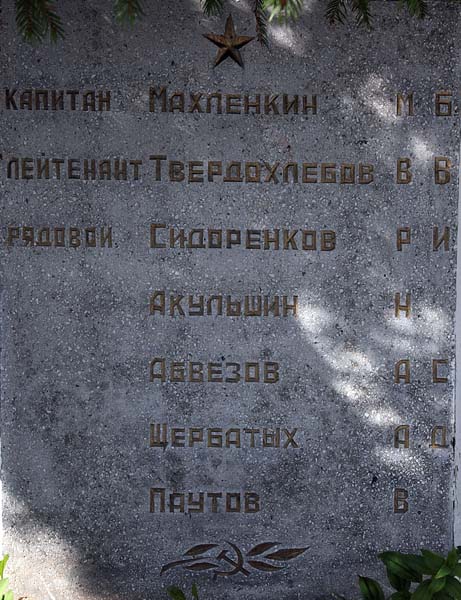 КАПИТАН МАХЛЕНКИН М Б
ЛЕЙТЕНАНТ ТВЕРДОХЛЕБОВ В Б
РЯДОВОЙ СИДОРЕНКОВ Р И
АКУЛЬШИН Н
АБВЕЗОВ А С
ЩЕРБАТЫХ А Д
ПАУТОВ В